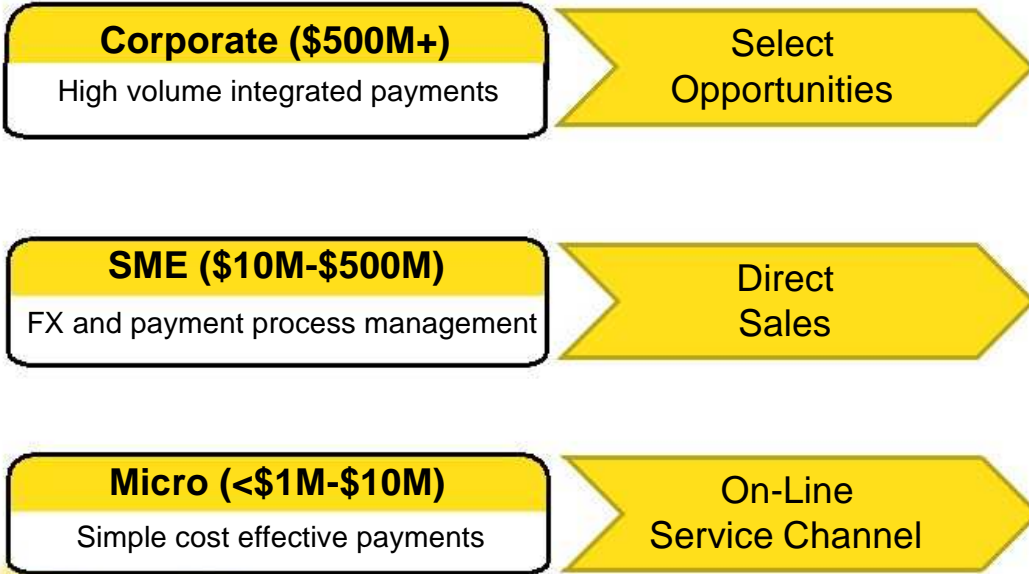 Corporate ($500M+)
High volume integrated payments
Select
Opportunities
SME ($10M-$500M)
FX and payment process management
Direct
Sales
Micro (<$1M-$10M)
Simple cost effective payments
On-Line
Service Channel